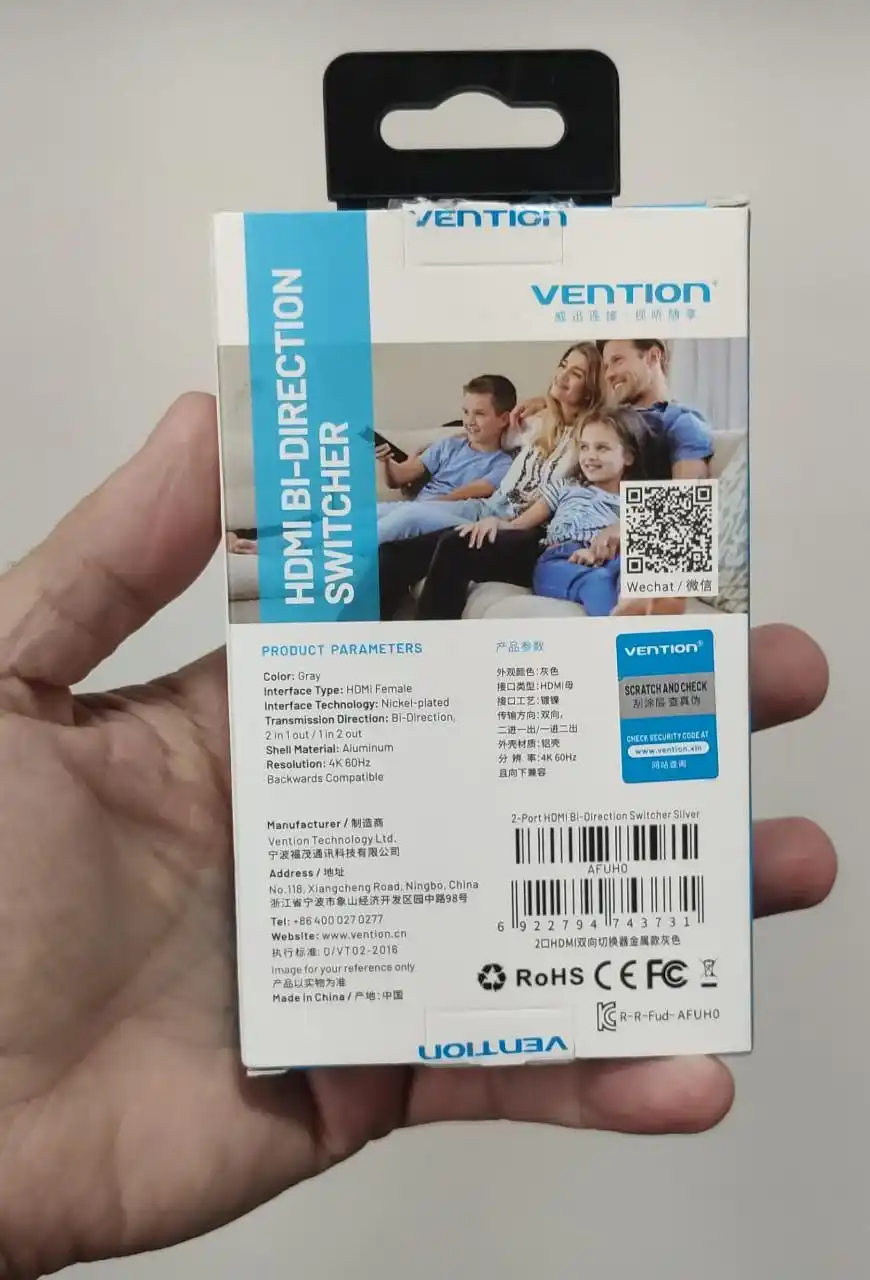 VENTION
VENTION®
威迅连接 视听随享
HDMI BI-DIRECTION
SWITCHER
Wechat / 微信
PRODUCT PARAMETERS
Color: Gray
Interface Type: HDMI Female
Interface Technology: Nickel-plated
Transmission Direction: Bi-Direction,
2 in 1 out / 1 in 2 out
Shell Material: Aluminum
Resolution: 4K 60Hz
Backwards Compatible
产品参数
外观颜色:灰色
接口类型:HDMI母
接口工艺:镀镍
传输方向:双向,
二进一出/一进二出
外壳材质:铝壳
分 辨 率:4K 60Hz
且向下兼容
VENTION®
SCRATCH AND CHECK
刮涂层 查真伪
CHECK SECURITY CODE AT
www.vention.xin
网站查询
Manufacturer / 制造商
Vention Technology Ltd.
宁波福茂通讯科技有限公司
Address / 地址
No.118, Xiangcheng Road, Ningbo, China
浙江省宁波市象山经济开发区园中路98号
Tel: +86 400 027 0277
Website: www.vention.cn
执行标准: Q/VT02-2018
Image for your reference only
产品以实物为准
Made in China / 产地:中国
2-Port HDMI Bi-Direction Switcher Silver
AFUH0
6 922794 743731
2口HDMI双向切换器金属款灰色
RoHS CE FC
R-R-Fud-AFUH0
VENTION